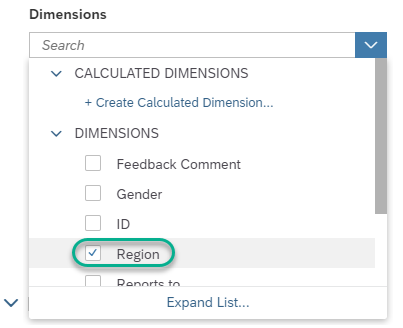 Dimensions
Search
CALCULATED DIMENSIONS
+ Create Calculated Dimension...
DIMENSIONS
Feedback Comment
Gender
ID
Region
Reports to
Expand List...